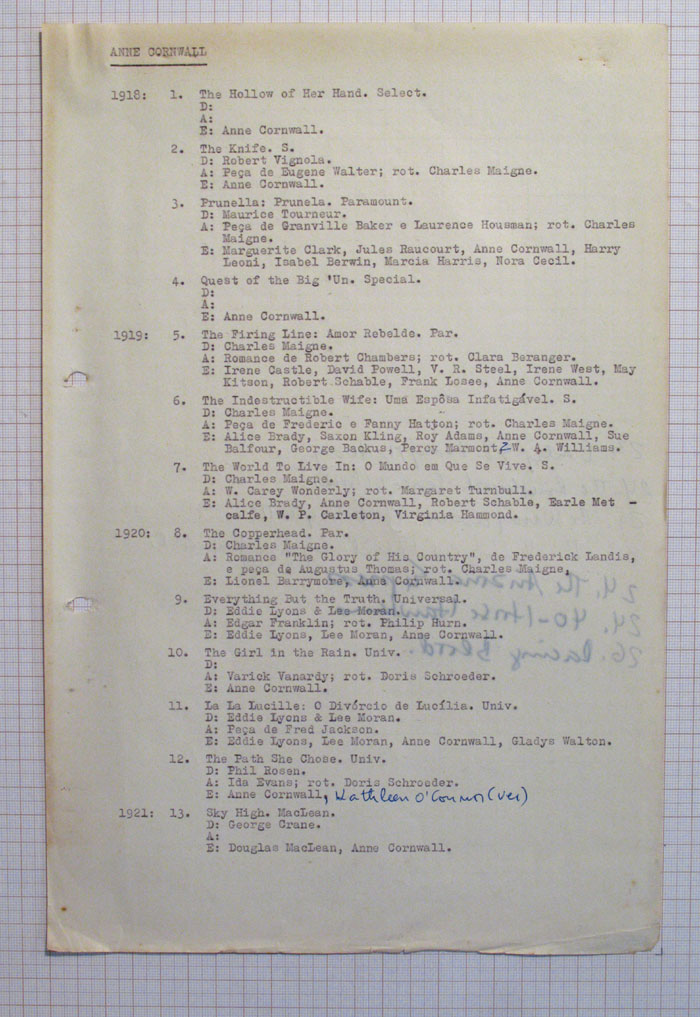 ANNE CORNWALL
1918: 1. The Hollow of Her Hand. Select.
D:
A:
E: Anne Cornwall.
2. The Knife. S.
D: Robert Vignola.
A: Peça de Eugene Walter; rot. Charles Maigne.
E: Anne Cornwall.
3. Prunella: Prunela. Paramount.
D: Maurice Tourneur.
A: Peça de Granville Baker e Laurence Housman; rot. Charles
Maigne.
E: Marguerite Clark, Jules Raucourt, Anne Cornwall, Harry
Leoni, Isabel Berwin, Marcia Harris, Nora Cecil.
4. Quest of the Big 'Un. Special.
D:
A:
E: Anne Cornwall.
1919: 5. The Firing Line: Amor Rebelde. Par.
D: Charles Maigne.
A: Romance de Robert Chambers; rot. Clara Beranger.
E: Irene Castle, David Powell, V. R. Steel, Irene West, May
Kitson, Robert Schable, Frank Losee, Anne Cornwall.
6. The Indestructible Wife: Uma Espôsa Infatigável. S.
D: Charles Maigne.
A: Peça de Frederic e Fanny Hatton; rot. Charles Maigne.
E: Alice Brady, Saxon Kling, Roy Adams, Anne Cornwall, Sue
Balfour, George Backus, Percy Marmont, W. A. Williams.
7. The World To Live In: O Mundo em Que Se Vive. S.
D: Charles Maigne.
A: W. Carey Wonderly; rot. Margaret Turnbull.
E: Alice Brady, Anne Cornwall, Robert Schable, Earle Met -
calfe, W. P. Carleton, Virginia Hammond.
1920: 8. The Copperhead. Par.
D: Charles Maigne.
A: Romance "The Glory of His Country", de Frederick Landis,
e peça de Augustus Thomas; rot. Charles Maigne,
E: Lionel Barrymore, Anne Cornwall.
9. Everything But the Truth. Universal.
D: Eddie Lyons & Lee Moran.
A: Edgar Franklin; rot. Philip Hurn.
E: Eddie Lyons, Lee Moran, Anne Cornwall.
10. The Girl in the Rain. Univ.
D:
A: Varick Vanardy; rot. Doris Schroeder.
E: Anne Cornwall.
11. La La Lucille: O Divórcio de Lucília. Univ.
D: Eddie Lyons & Lee Moran.
A: Peça de Fred Jackson.
E: Eddie Lyons, Lee Moran, Anne Cornwall, Gladys Walton.
12. The Path She Chose. Univ.
D: Phil Rosen.
A: Ida Evans; rot. Doris Schroeder.
E: Anne Cornwall, Kathleen O'Connor (ver)
1921: 13. Sky High. MacLean.
D: George Crane.
A:
E: Douglas MacLean, Anne Cornwall.